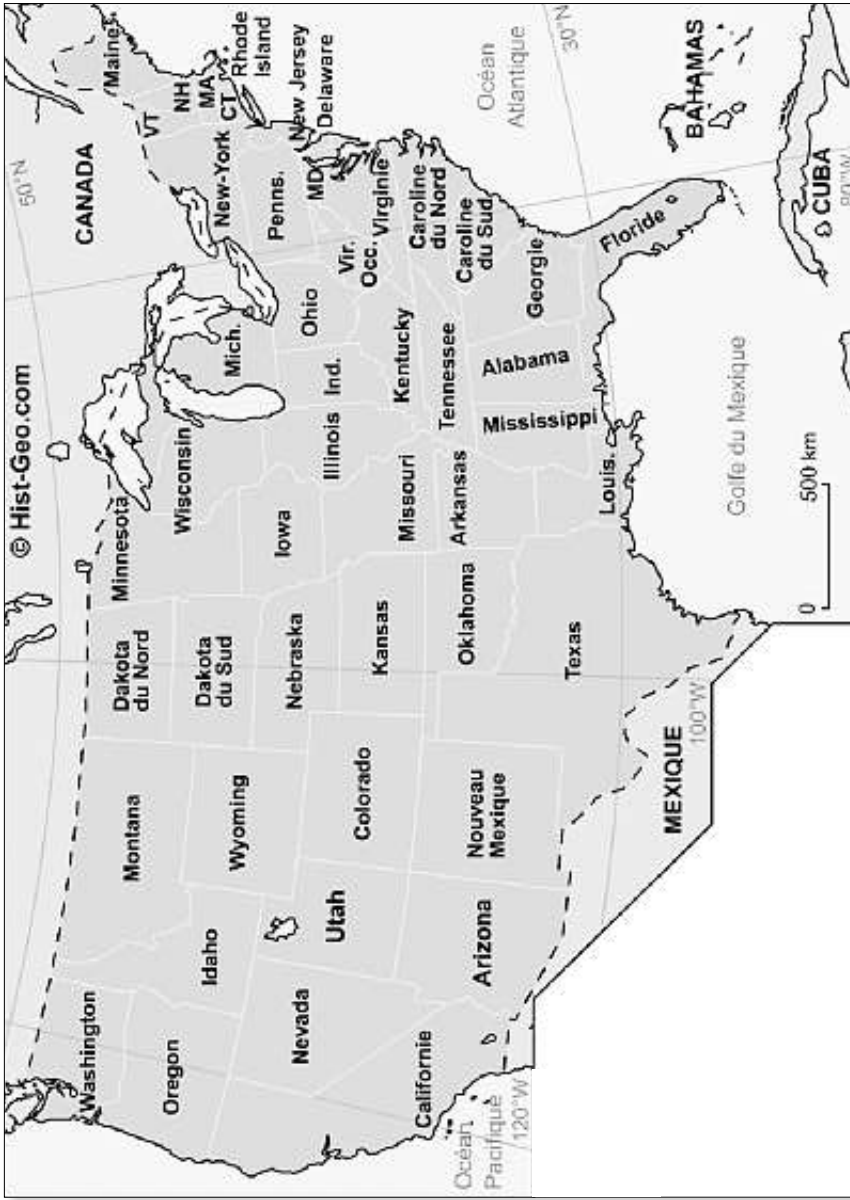 © Hist-Geo.com
50°N
CANADA
Maine
VT
NH
MA
CT
Rhode
Island
New Jersey
Delaware
New-York
Penns.
MD
Washington
Montana
Dakota
du Nord
Minnesota
Wisconsin
Mich.
Oregon
Idaho
Wyoming
Dakota
du Sud
Iowa
Illinois
Ind.
Ohio
Vir.
Occ.
Virginie
Nevada
Utah
Colorado
Nebraska
Kansas
Missouri
Kentucky
Caroline
du Nord
Californie
Arizona
Nouveau
Mexique
Oklahoma
Arkansas
Tennessee
Caroline
du Sud
Texas
Louis.
Mississippi
Alabama
Georgie
Floride
Océan
Atlantique
30°N
Océan
Pacifique
120°W
MEXIQUE
100°W
Golfe du Mexique
0
500 km
BAHAMAS
CUBA
80°W